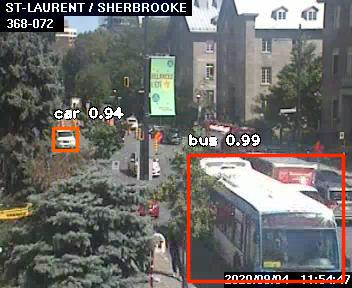 ST-LAURENT / SHERBROOKE
368-072
car 0.94
bus 0.99
2020/09/04 11:54:47